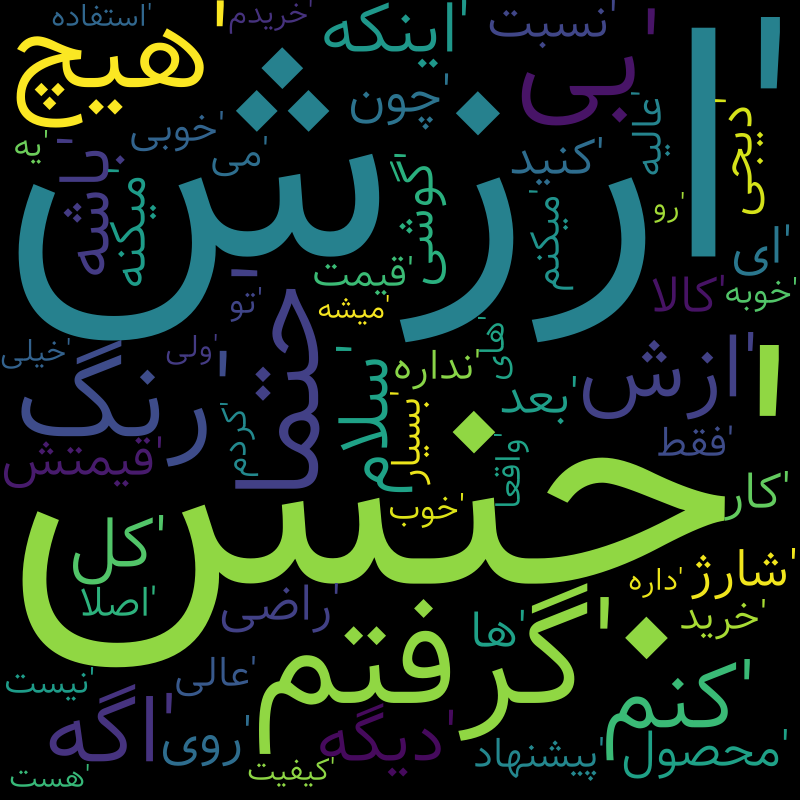 'استفاده
'خریدم
'اینکه
'نسبت
'بی
'هیچ
'ارزش
'چون
'خوبی
'می
'یه
'کنید
'عالیه
'دیجی
'باشه
'میکنه
'گوشی
'میکنم
'رو
'ای
'قیمت
'تو
'میشه
'کالا
'خوبه
'حتما
'خیلی
'ولی
'رنگ
'سلام
'نداره
'های
'بعد
'ارزش
'کردم
'بسیار
'واقعا
'فقط
'قیمتش
'جنس
'خوب
'کار
'کل
'اصلا
'راضی
'ها
'داره
'شارژ
'خرید
'گرفتم
'نیست
'عالی
'کنم
'اگه
'روی
'دیگه
'پیشنهاد
'محصول
'هست
'کیفیت